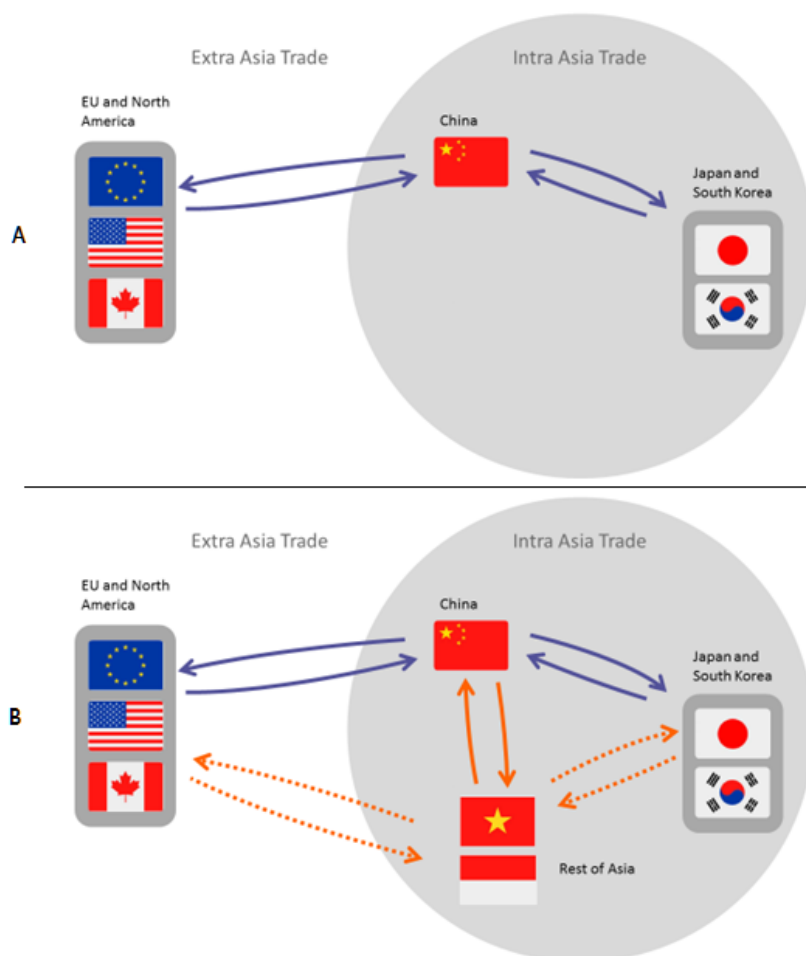 Extra Asia Trade
Intra Asia Trade
EU and North
America
China
Japan and
South Korea
A
Extra Asia Trade
Intra Asia Trade
EU and North
America
China
Japan and
South Korea
B
Rest of Asia